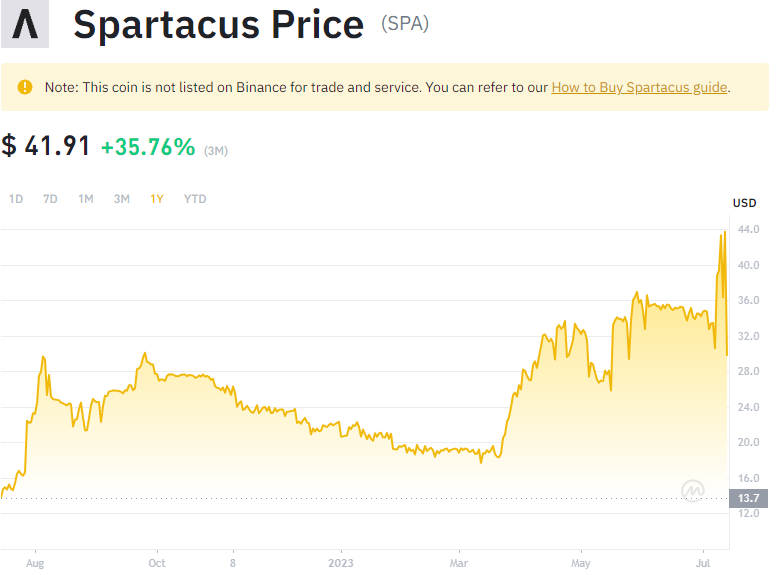 Spartacus Price (SPA)
Note: This coin is not listed on Binance for trade and service. You can refer to our How to Buy Spartacus guide.
$ 41.91 +35.76% (3M)
1D 7D 1M 3M 1Y YTD
USD
44.0
40.0
36.0
32.0
28.0
24.0
20.0
16.0
13.7
12.0
Aug Oct 8 2023 Mar May Jul